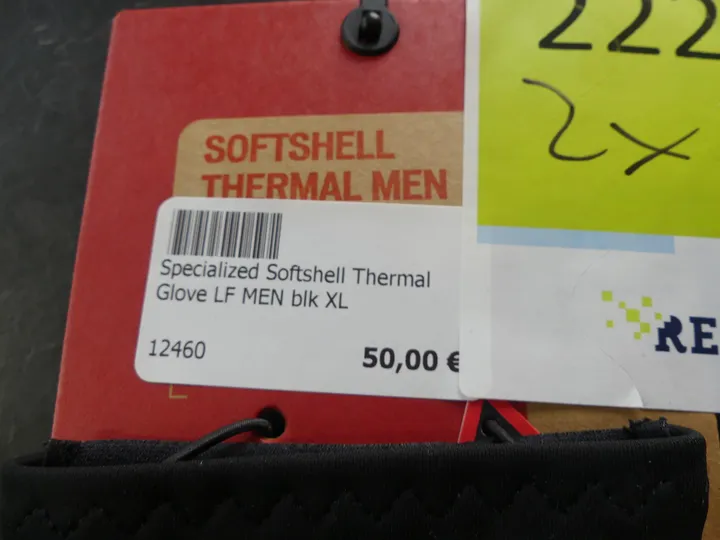 SOFTSHELL
THERMAL MEN
Specialized Softshell Thermal
Glove LF MEN blk XL
12460
50,00 €
222
2x
RE